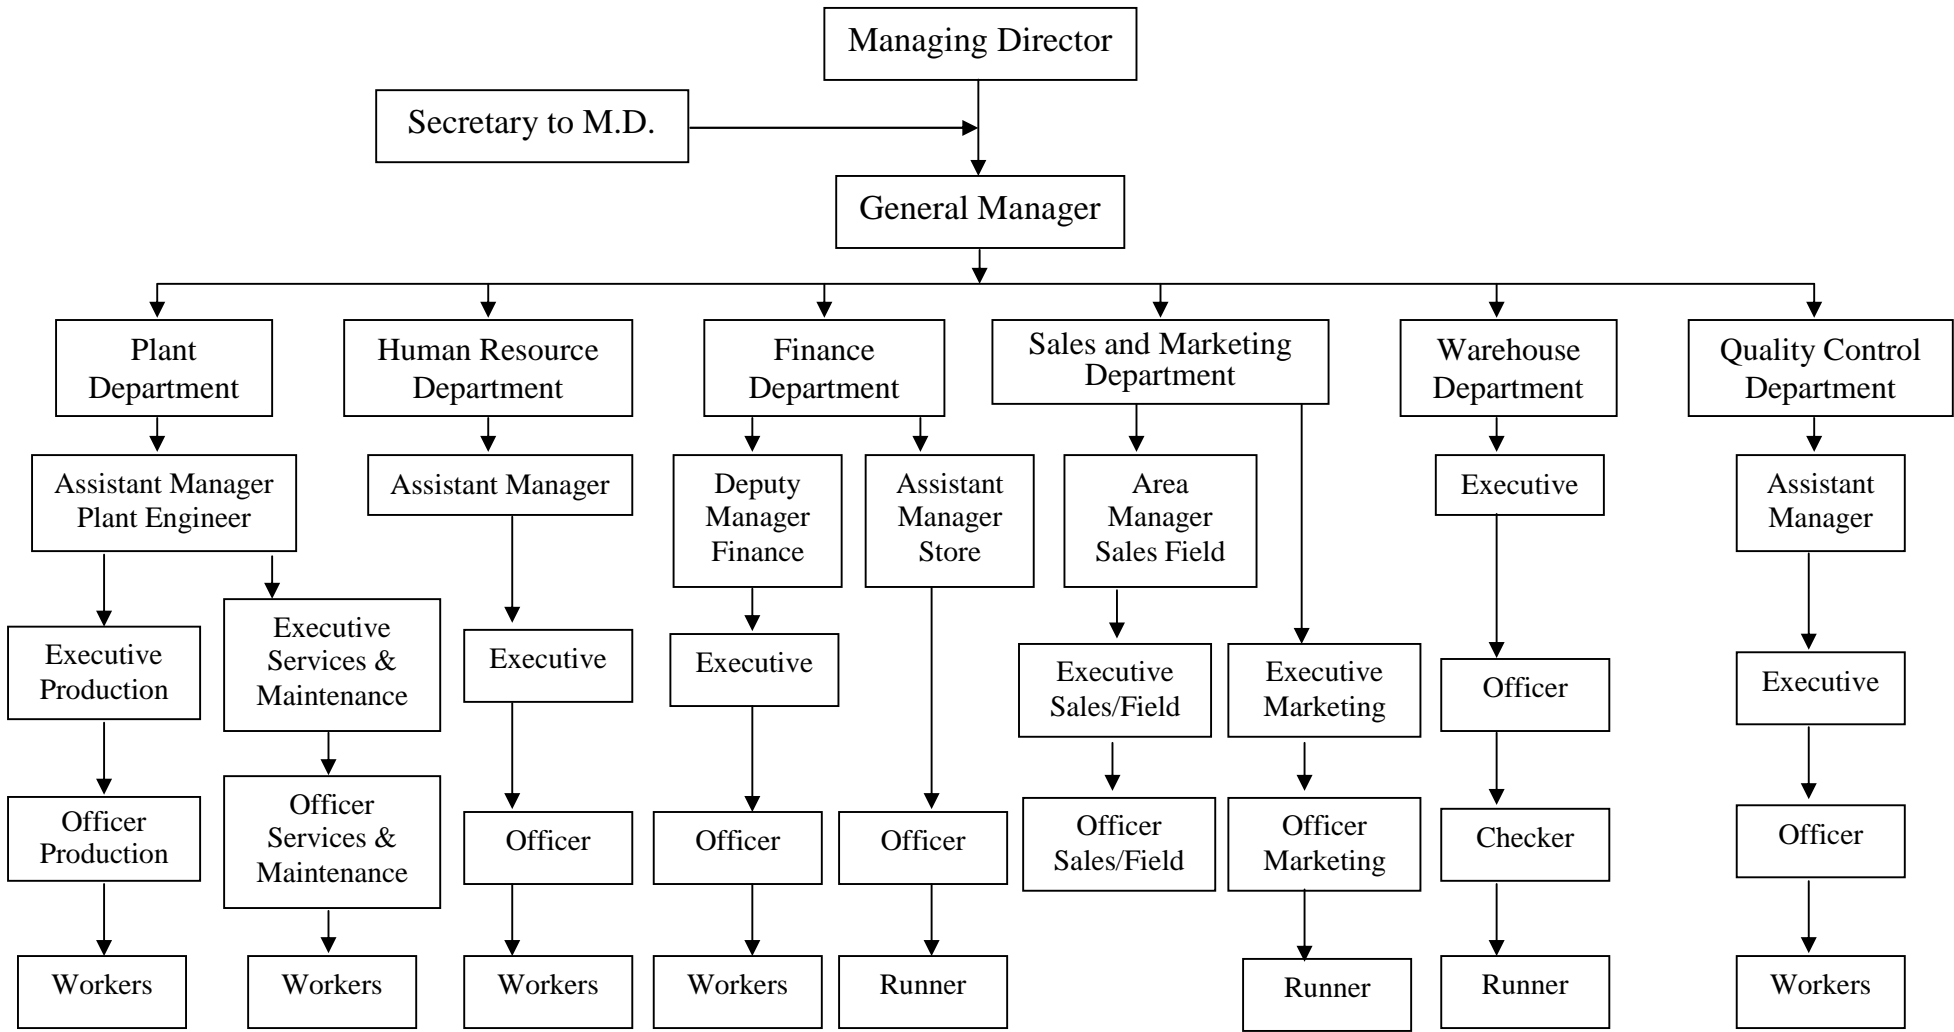 Managing Director
Secretary to M.D.
General Manager
Plant
Department
Human Resource
Department
Finance
Department
Sales and Marketing
Department
Warehouse
Department
Quality Control
Department
Assistant Manager
Plant Engineer
Assistant Manager
Deputy
Manager
Finance
Assistant
Manager
Store
Area
Manager
Sales Field
Executive
Assistant
Manager
Executive
Production
Executive
Services &
Maintenance
Executive
Executive
Executive
Sales/Field
Executive
Marketing
Officer
Executive
Officer
Production
Officer
Services &
Maintenance
Officer
Officer
Officer
Officer
Sales/Field
Officer
Marketing
Checker
Officer
Workers
Workers
Workers
Workers
Runner
Runner
Runner
Workers